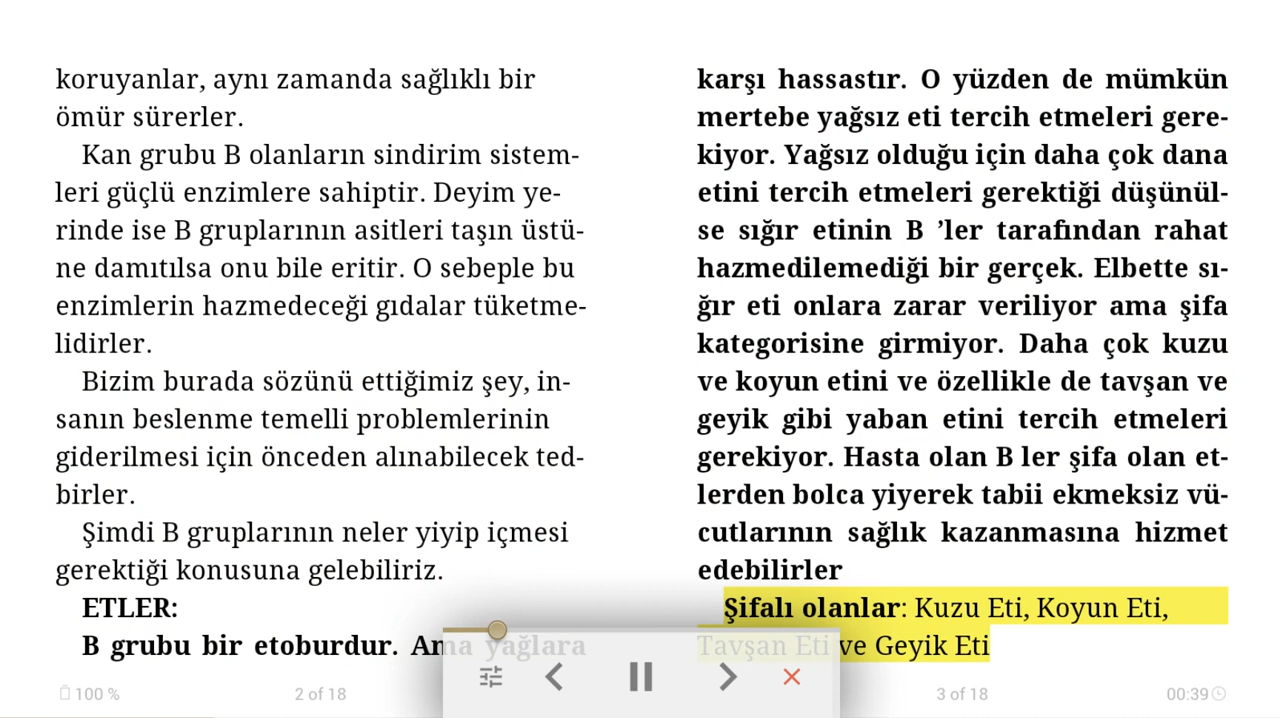 koruyanlar, aynı zamanda sağlıklı bir
ömür sürerler.
Kan grubu B olanların sindirim sistem-
leri güçlü enzimlere sahiptir. Deyim ye-
rinde ise B gruplarının asitleri taşın üstü-
ne damıtılsa onu bile eritir. O sebeple bu
enzimlerin hazmedeceği gıdalar tüketme-
lidirler.
Bizim burada sözünü ettiğimiz şey, in-
sanın beslenme temelli problemlerinin
giderilmesi için önceden alınabilecek ted-
birler.
Şimdi B gruplarının neler yiyip içmesi
gerektiği konusuna gelebiliriz.
ETLER:
B grubu bir etoburdur. Ama yağlara
100 %
2 of 18
karşı hassastır. O yüzden de mümkün
mertebe yağsız eti tercih etmeleri gere-
kiyor. Yağsız olduğu için daha çok dana
etini tercih etmeleri gerektiği düşünül-
se sığır etinin B ’ler tarafından rahat
hazmedilemediği bir gerçek. Elbette sı-
ğır eti onlara zarar veriliyor ama şifa
kategorisine girmiyor. Daha çok kuzu
ve koyun etini ve özellikle de tavşan ve
geyik gibi yaban etini tercih etmeleri
gerekiyor. Hasta olan B ler şifa olan et-
lerden bolca yiyerek tabii ekmeksiz vü-
cutlarının sağlık kazanmasına hizmet
edebilirler
Şifalı olanlar: Kuzu Eti, Koyun Eti,
Tavşan Eti ve Geyik Eti
3 of 18
00:39